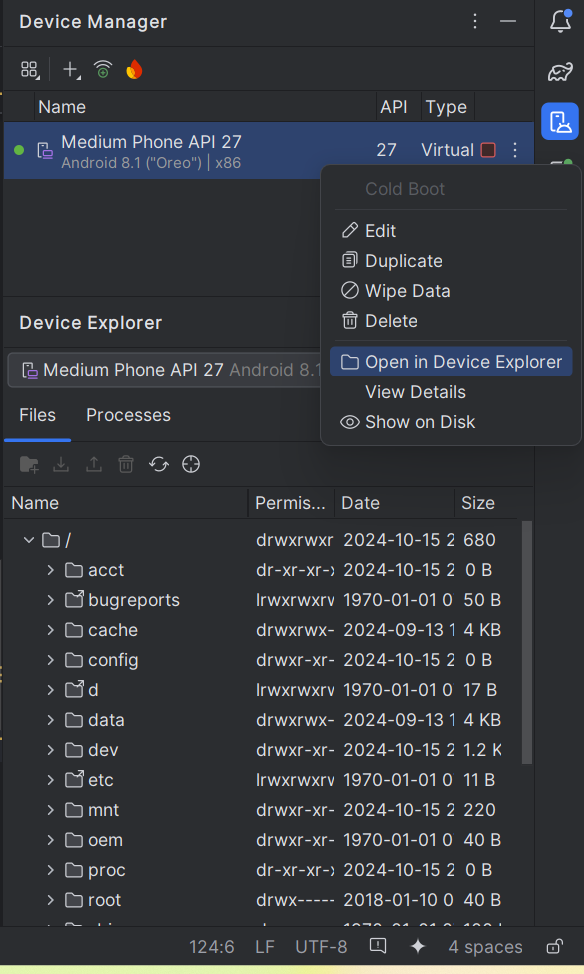 Device Manager
Name API Type
Medium Phone API 27 27 Virtual
Android 8.1 ("Oreo") | x86
Cold Boot
Edit
Duplicate
Wipe Data
Delete
Open in Device Explorer
View Details
Show on Disk
Device Explorer
Medium Phone API 27 Android 8.1
Files Processes
Name Permis... Date Size
/ drwxrwxr 2024-10-15 2 680
acct dr-xr-xr-x 2024-10-15 2 0 B
bugreports lrwxrwxrw 1970-01-01 0 50 B
cache drwxrwx- 2024-09-13 1 4 KB
config drwxr-xr- 2024-10-15 2 0 B
d lrwxrwxrw 1970-01-01 0 17 B
data drwxrwx- 2024-09-13 1 4 KB
dev drwxr-xr- 2024-10-15 2 1.2 K
etc lrwxrwxrw 1970-01-01 0 11 B
mnt drwxr-xr- 2024-10-15 2 220
oem drwxr-xr- 1970-01-01 0 40 B
proc dr-xr-xr-x 2024-10-15 2 0 B
root drwx----- 2018-01-10 0 40 B
124:6 LF UTF-8 4 spaces